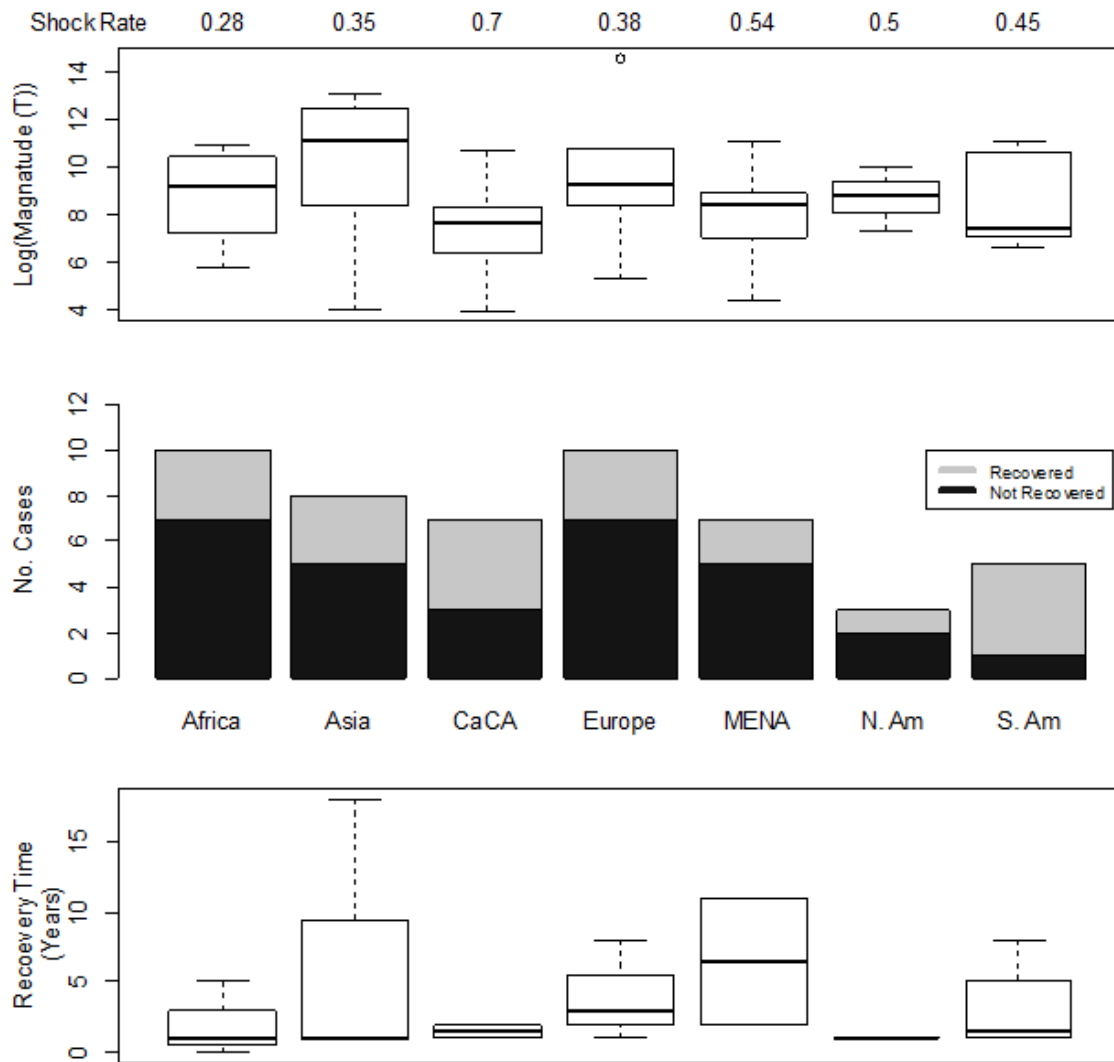 Shock Rate 0.28 0.35 0.7 0.38 0.54 0.5 0.45
Log(Magnatude (T))
14
12
10
8
6
4
No. Cases
12
10
8
6
4
2
0
Recovered
Not Recovered
Africa Asia CaCA Europe MENA N. Am S. Am
Recoevery Time
(Years)
15
10
5
0